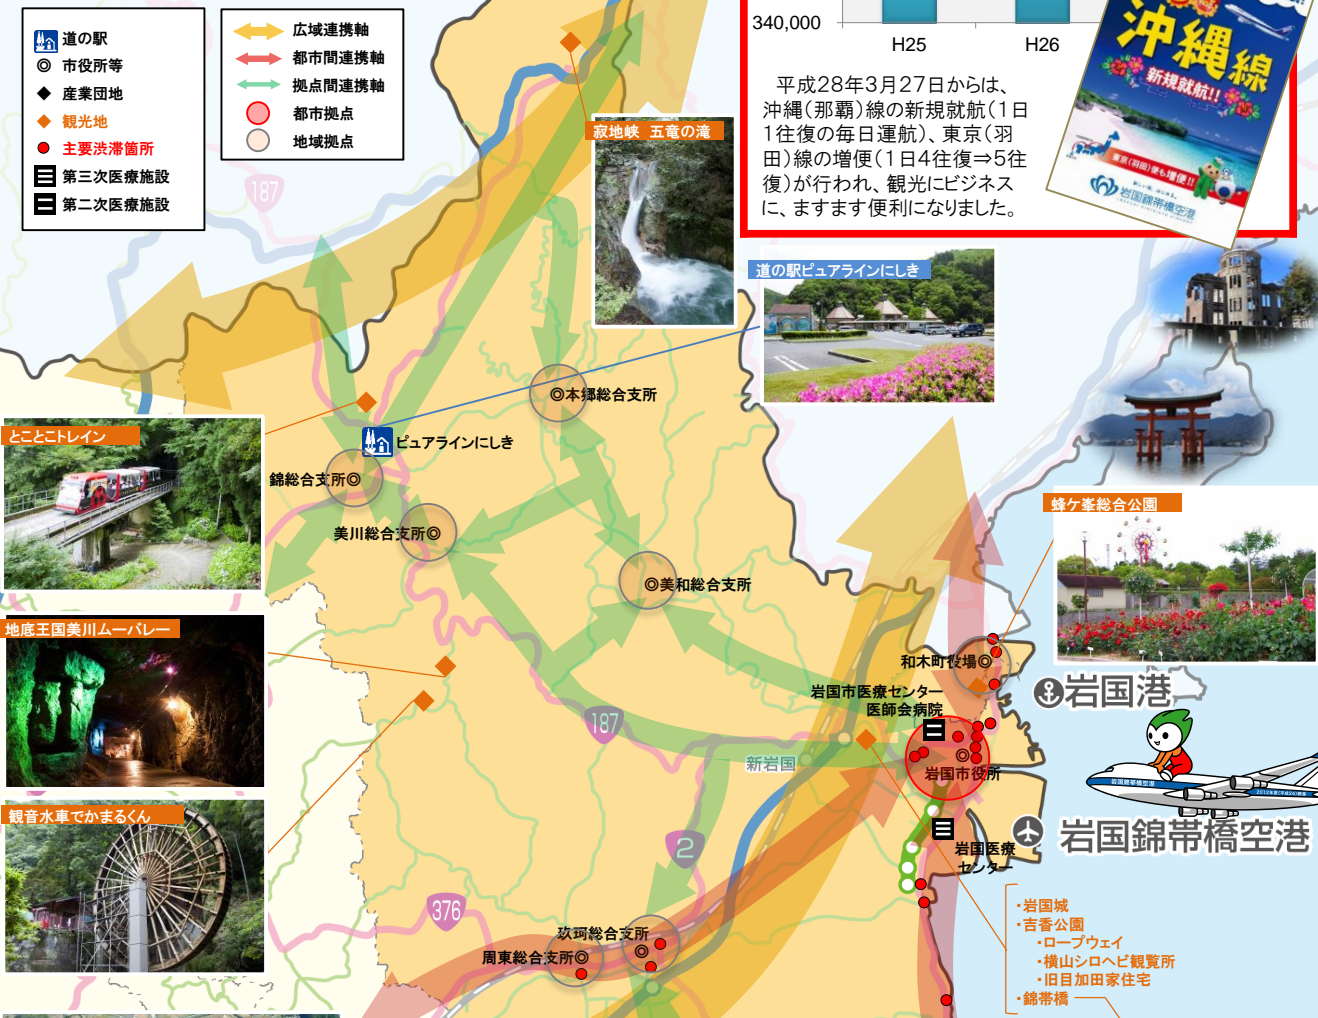 道の駅
市役所等
産業団地
観光地
主要渋滞箇所
第三次医療施設
第二次医療施設
広域連携軸
都市間連携軸
拠点間連携軸
都市拠点
地域拠点
340,000
H25
H26
平成28年3月27日からは、
沖縄(那覇)線の新規就航(1日
1往復の毎日運航)、東京(羽
田)線の増便(1日4往復⇒5往
復)が行われ、観光にビジネス
に、ますます便利になりました。
沖縄線
新規就航!!
東京(羽田)便も増便!!
岩国錦帯橋空港
187
寂地峡 五竜の滝
道の駅ピュアラインにしき
◎本郷総合支所
とことこトレイン
ピュアラインにしき
錦総合支所◎
美川総合支所◎
◎美和総合支所
蜂ケ峯総合公園
地底王国美川ムーバレー
和木町役場◎
岩国市医療センター
医師会病院
岩国港
187
新岩国
岩国市役所
岩国錦帯橋空港
観音水車でかまるくん
2
岩国医療
センター
岩国錦帯橋空港
376
玖珂総合支所
周東総合支所◎
・岩国城
・吉香公園
・ロープウェイ
・横山シロヘビ観覧所
・旧目加田家住宅
・錦帯橋